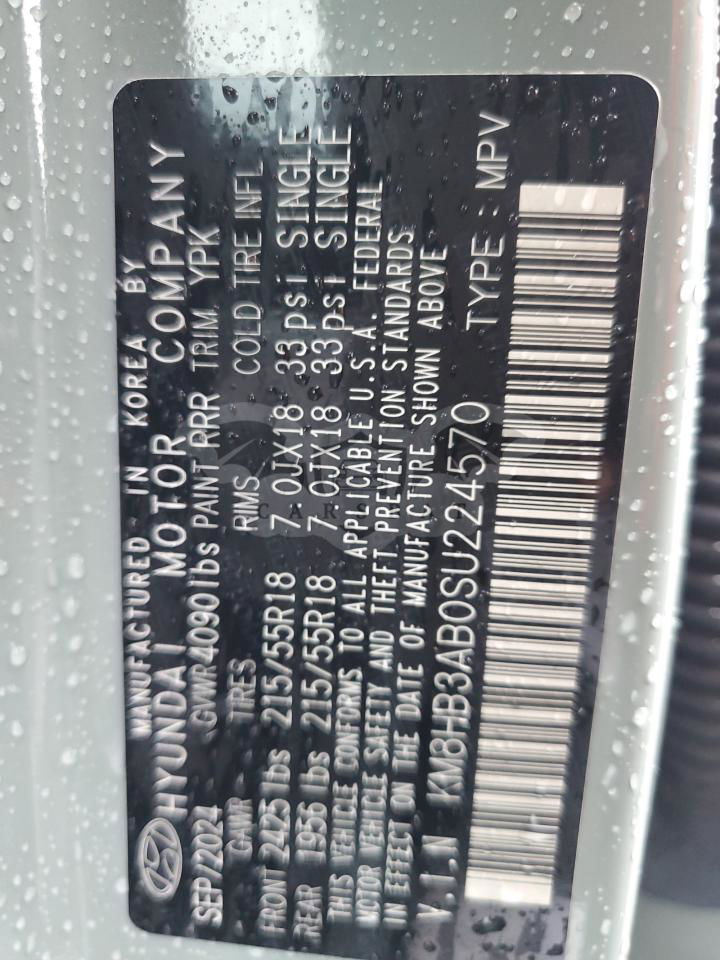 MANUFACTURED IN KOREA BY
HYUNDAI MOTOR COMPANY
SEP/2024 GVWR 4090lbs PAINT RRR TRIM YPK
GAWR TIRES RIMS COLD TIRE INFL
FRONT 2425 lbs 215/55R18 7.0JX18 33 psi SINGLE
REAR 1956 lbs 215/55R18 7.0JX18 33 psi SINGLE
THIS VEHICLE CONFORMS TO ALL APPLICABLE U.S.A. FEDERAL
MOTOR VEHICLE SAFETY AND THEFT PREVENTION STANDARDS
IN EFFECT ON THE DATE OF MANUFACTURE SHOWN ABOVE
V.I.N KM8HB3AB0SU224570 TYPE : MPV